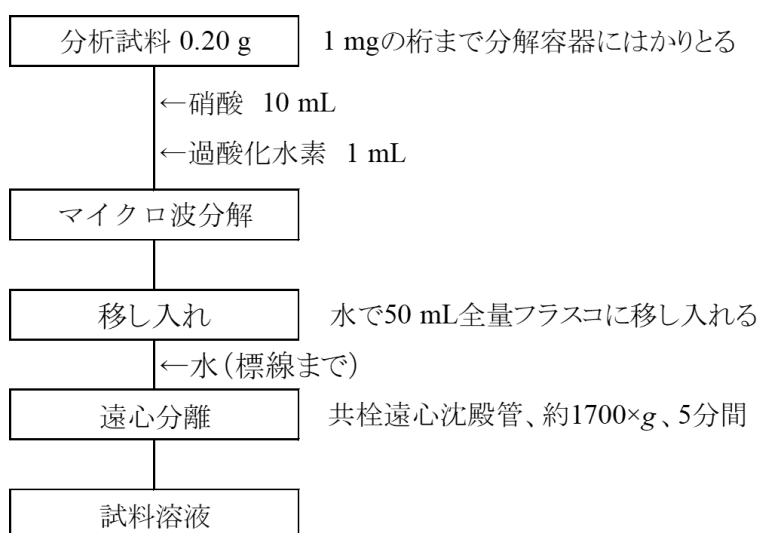 分析試料 0.20 g　1 mgの桁まで分解容器にはかりとる
←硝酸 10 mL
←過酸化水素 1 mL
マイクロ波分解
移し入れ　水で50 mL全量フラスコに移し入れる
←水（標線まで）
遠心分離　共栓遠心沈殿管、約1700×g、5分間
試料溶液